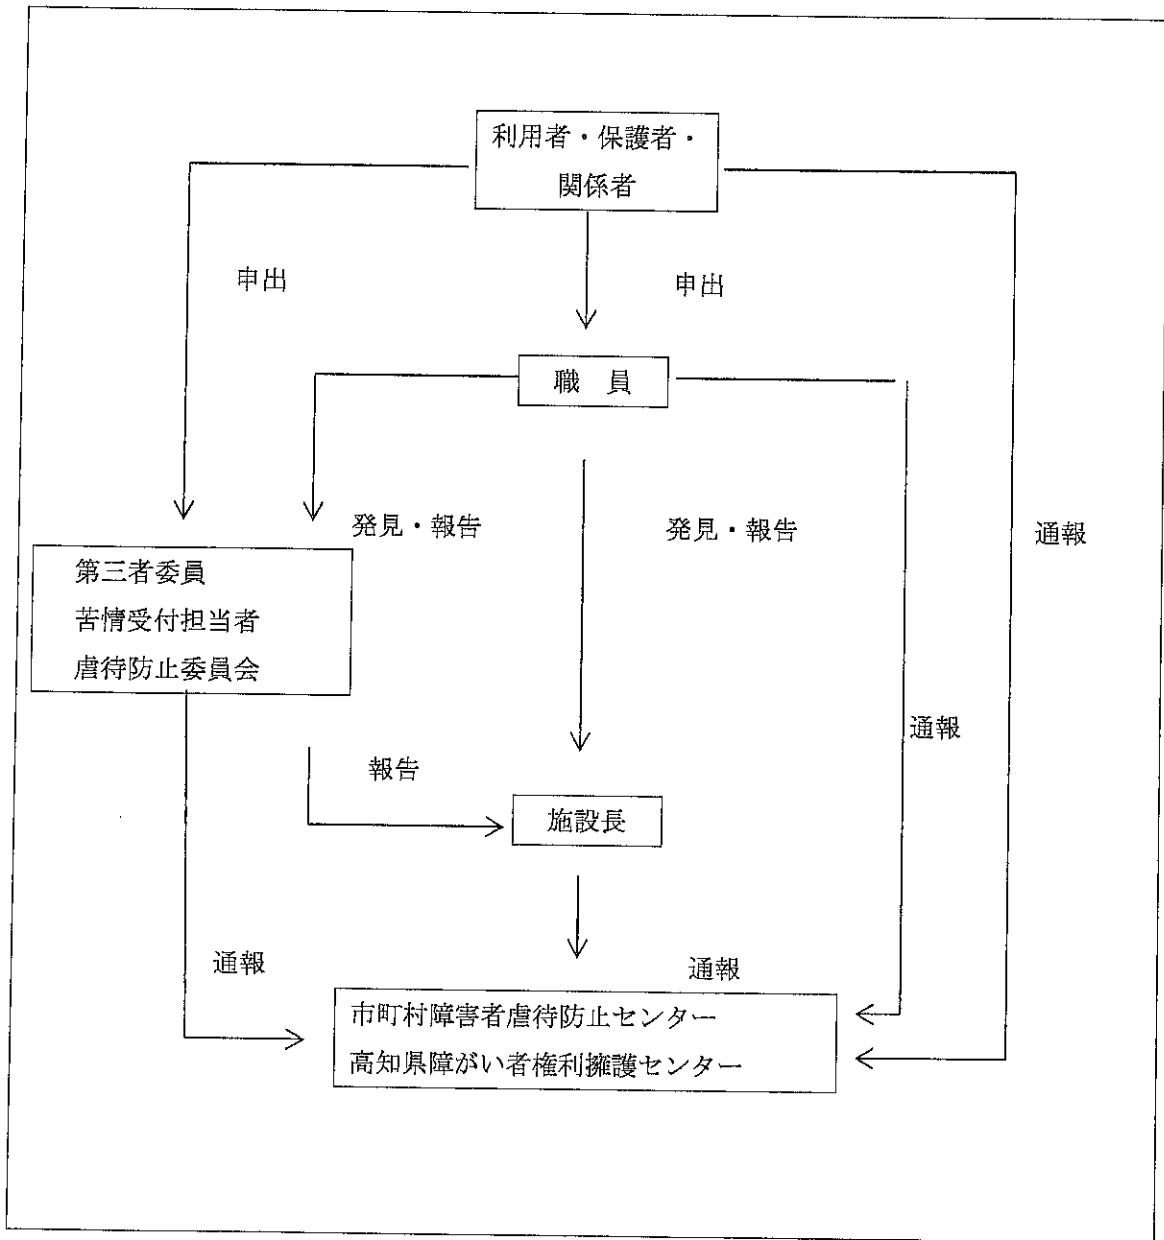 利用者・保護者・
関係者
申出
申出
職　員
発見・報告
発見・報告
通報
第三者委員
苦情受付担当者
虐待防止委員会
通報
報告
施設長
通報
通報
市町村障害者虐待防止センター
高知県障がい者権利擁護センター